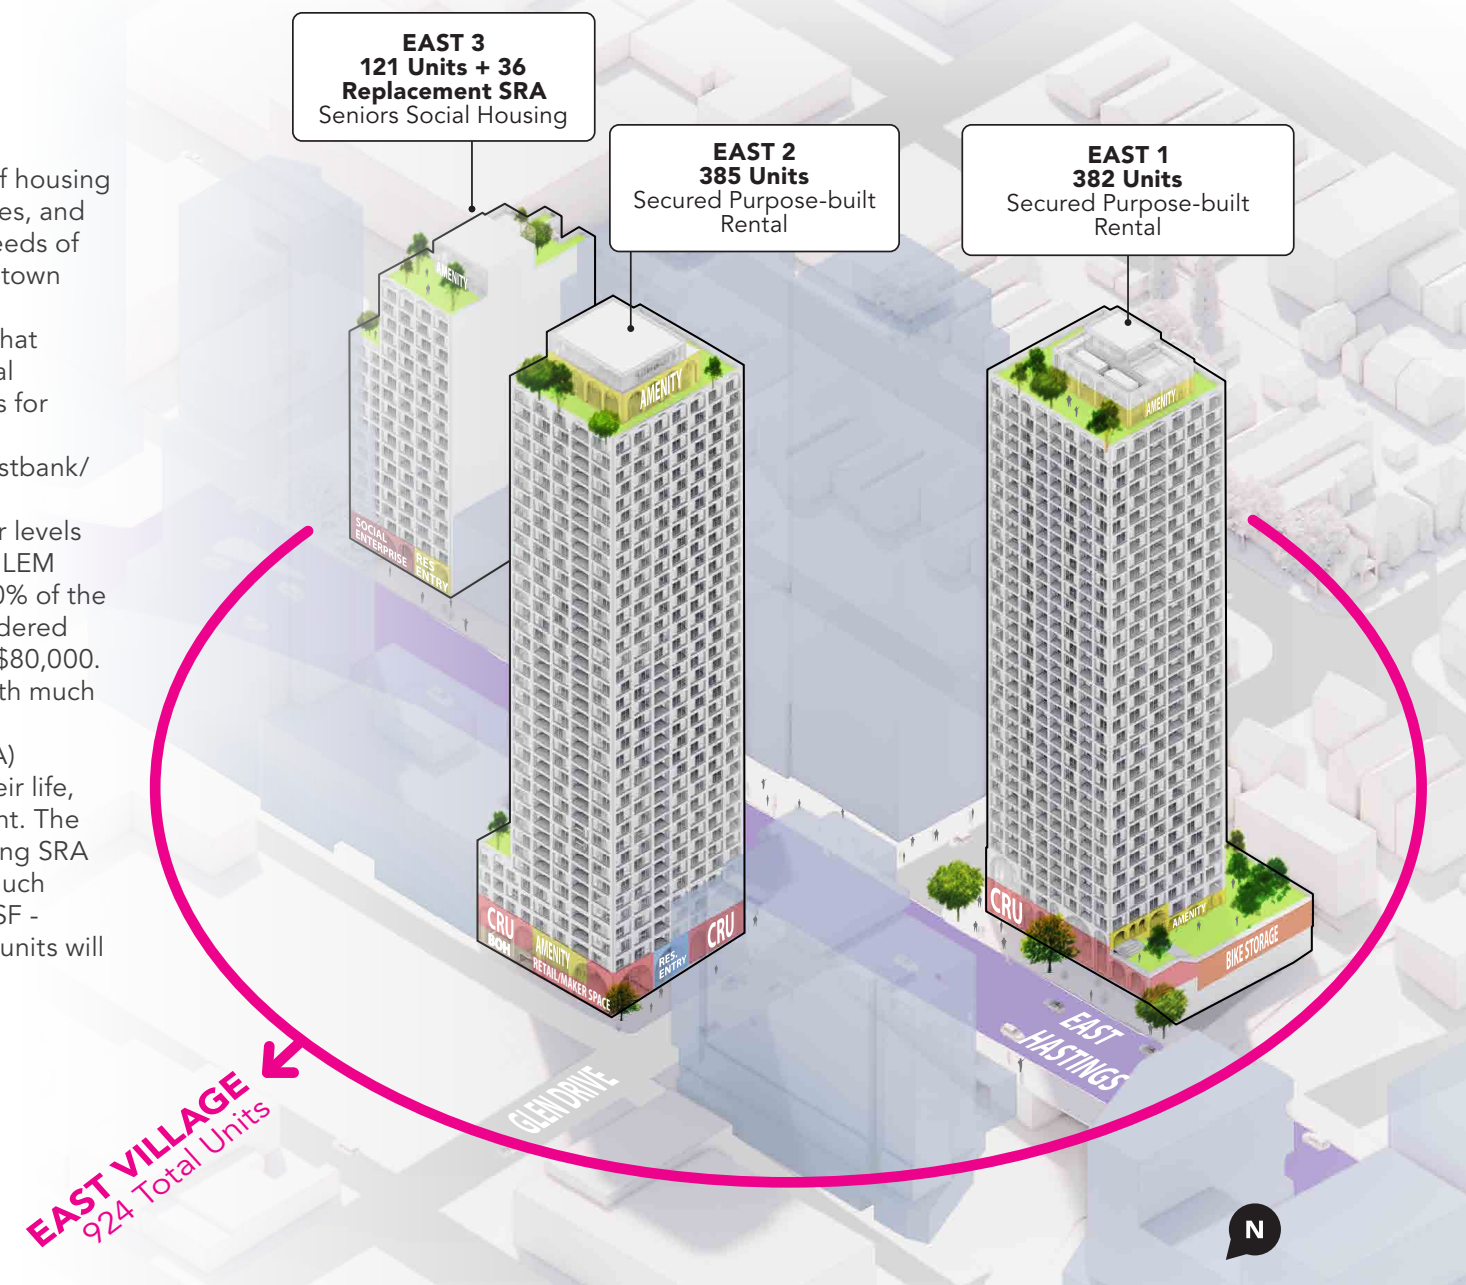 EAST 3
121 Units + 36
Replacement SRA
Seniors Social Housing
EAST 2
385 Units
Secured Purpose-built
Rental
EAST 1
382 Units
Secured Purpose-built
Rental
f housing
es, and
eeds of
town
hat
al
s for
stbank/
r levels
LEM
0% of the
dered
$80,000.
th much
A)
eir life,
nt. The
ng SRA
uch
SF -
units will
AMENITY
SOCIAL
ENTERPRISE
RES
ENTRY
AMENITY
CRU
BOH
AMENITY
RETAIL/MAKER SPACE
RES.
ENTRY
CRU
AMENITY
CRU
AMENITY
BIKE STORAGE
EAST
HASTINGS
GLEN DRIVE
EAST VILLAGE
924 Total Units
N